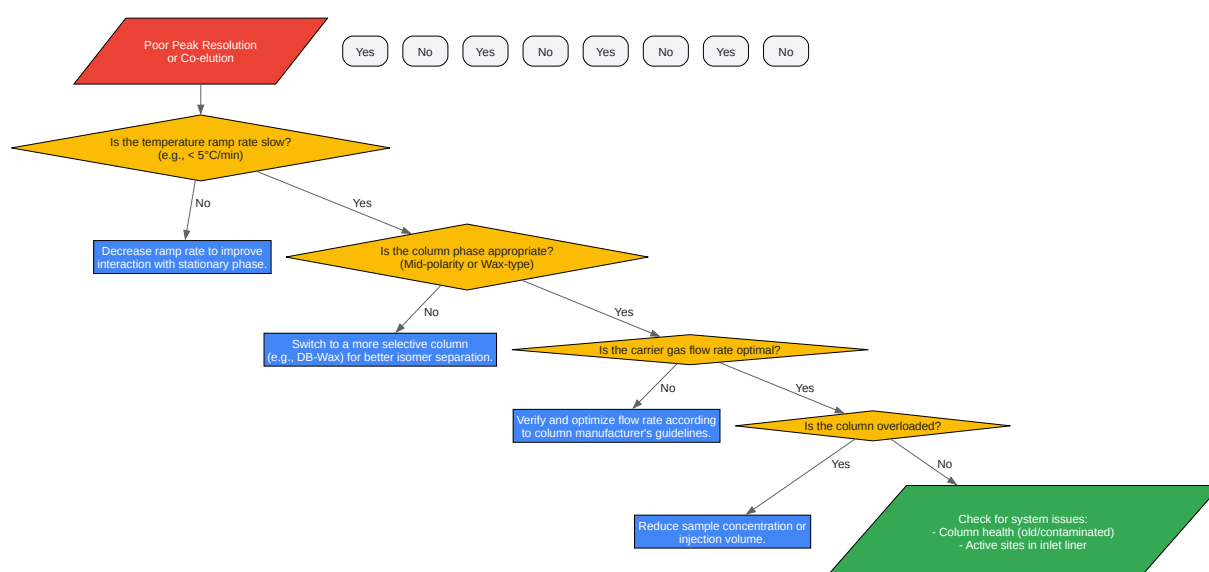 Poor Peak Resolution
or Co-elution
Yes
No
Yes
No
Yes
No
Yes
No
Is the temperature ramp rate slow?
(e.g., < 5°C/min)
No
Yes
Decrease ramp rate to improve
interaction with stationary phase.
Is the column phase appropriate?
(Mid-polarity or Wax-type)
No
Yes
Switch to a more selective column
(e.g., DB-Wax) for better isomer separation.
Is the carrier gas flow rate optimal?
No
Yes
Verify and optimize flow rate according
to column manufacturer's guidelines.
Is the column overloaded?
Yes
No
Reduce sample concentration or
injection volume.
Check for system issues:
- Column health (old/contaminated)
- Active sites in inlet liner